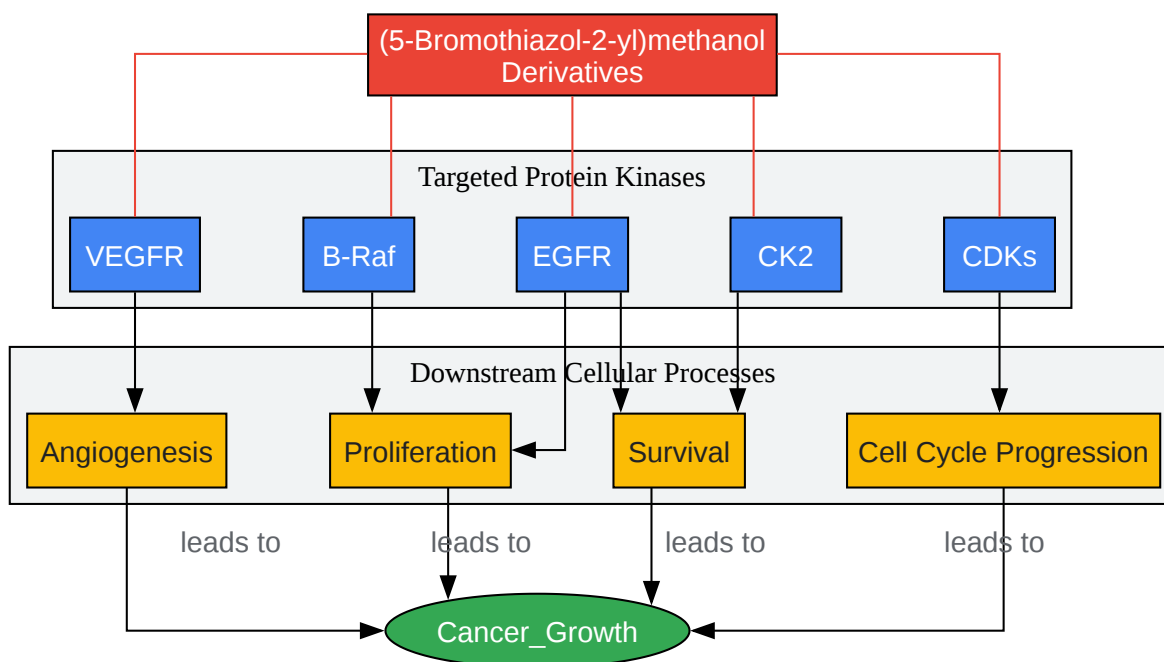 (5-Bromothiazol-2-yl)methanol
Derivatives
Targeted Protein Kinases
VEGFR
B-Raf
EGFR
CK2
CDKs
Downstream Cellular Processes
Angiogenesis
Proliferation
Survival
Cell Cycle Progression
leads to
leads to
leads to
leads to
Cancer_Growth